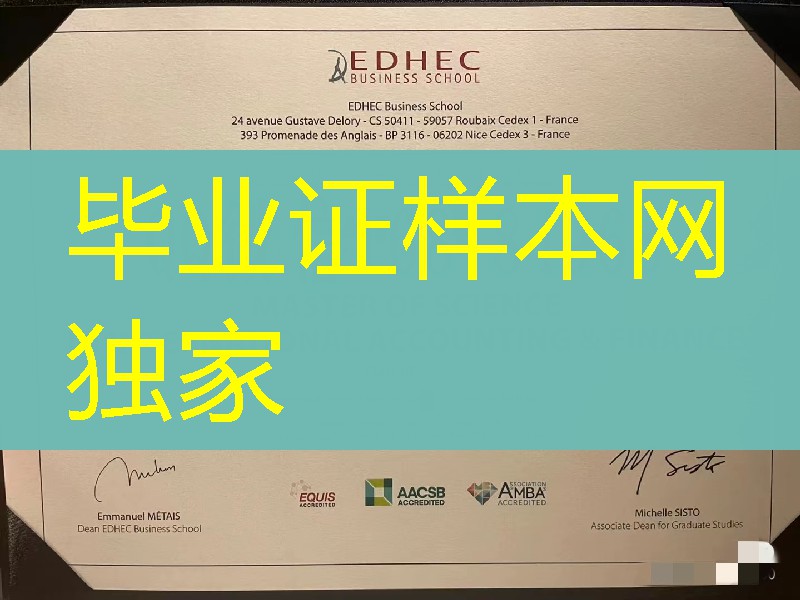 EDHEC
BUSINESS SCHOOL
EDHEC Business School
24 avenue Gustave Delory - CS 50411 - 59057 Roubaix Cedex 1 - France
393 Promenade des Anglais - BP 3116 - 06202 Nice Cedex 3 - France
毕业证样本网
独家
M Sisto
Emmanuel MÉTAIS
Dean EDHEC Business School
EQUIS
ACCREDITED
AACSB
ACCREDITED
ASSOCIATION
AMBA
ACCREDITED
Michelle SISTO
Associate Dean for Graduate Studies